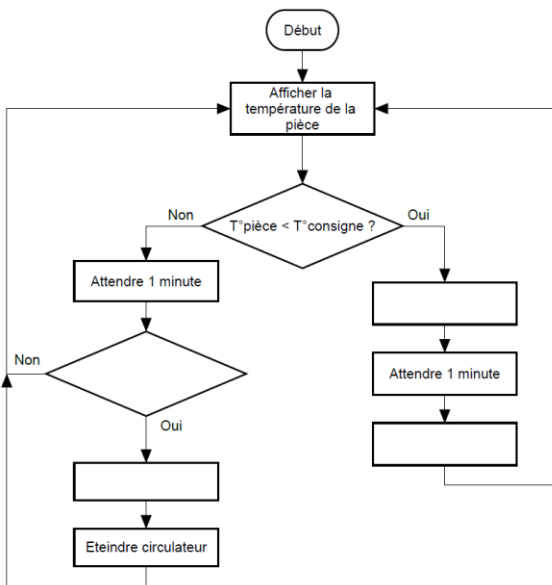 Début
Afficher la
température de la
pièce
Non
T°pièce < T°consigne ?
Oui
Attendre 1 minute
Non
Attendre 1 minute
Oui
Eteindre circulateur